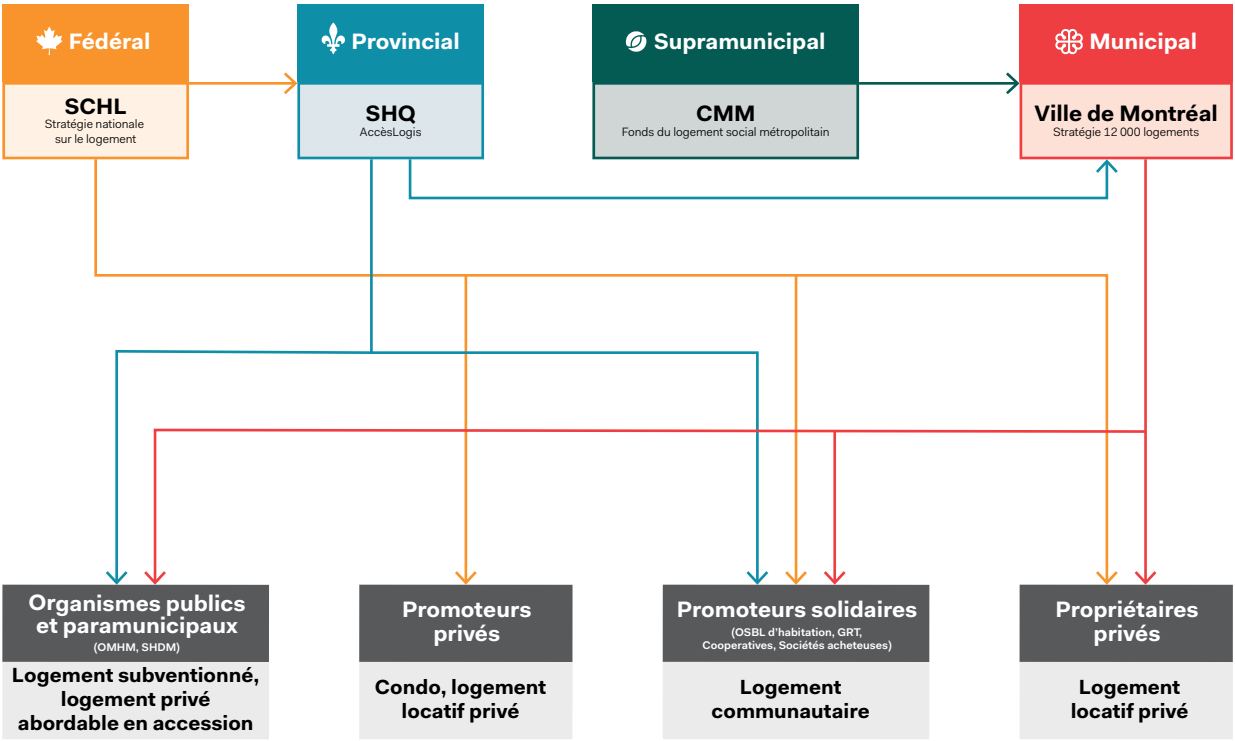 Fédéral
SCHL
Stratégie nationale
sur le logement
Provincial
SHQ
AccèsLogis
Supramunicipal
CMM
Fonds du logement social métropolitain
Municipal
Ville de Montréal
Stratégie 12 000 logements
Organismes publics
et paramunicipaux
(OMHM, SHDM)
Logement subventionné,
logement privé
abordable en accession
Promoteurs
privés
Condo, logement
locatif privé
Promoteurs solidaires
(OSBL d'habitation, GRT,
Cooperatives, Sociétés acheteuses)
Logement
communautaire
Propriétaires
privés
Logement
locatif privé